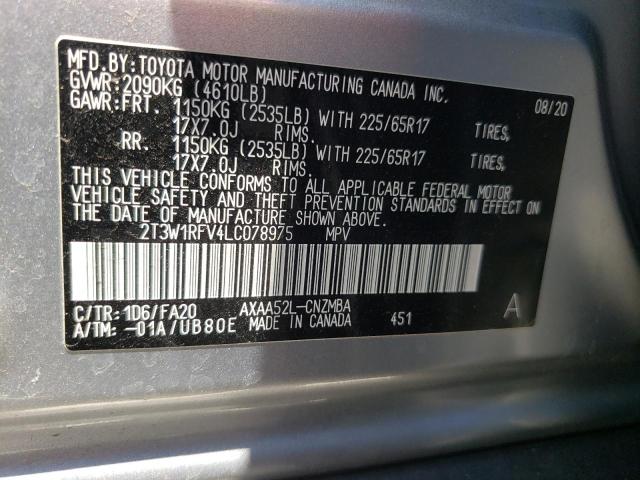 MFD.BY:TOYOTA MOTOR MANUFACTURING CANADA INC.
GVWR:2090KG (4610LB) 08/20
GAWR:FRT. 1150KG (2535LB) WITH 225/65R17 TIRES,
17X7.0J RIMS.
RR. 1150KG (2535LB) WITH 225/65R17 TIRES,
17X7.0J RIMS.
THIS VEHICLE CONFORMS TO ALL APPLICABLE FEDERAL MOTOR
VEHICLE SAFETY AND THEFT PREVENTION STANDARDS IN EFFECT ON
THE DATE OF MANUFACTURE SHOWN ABOVE.
2T3W1RFV4LC078975 MPV
C/TR:1D6/FA20 AXAA52L-CNZMBA A
A/TM:-01A/UB80E MADE IN CANADA 451